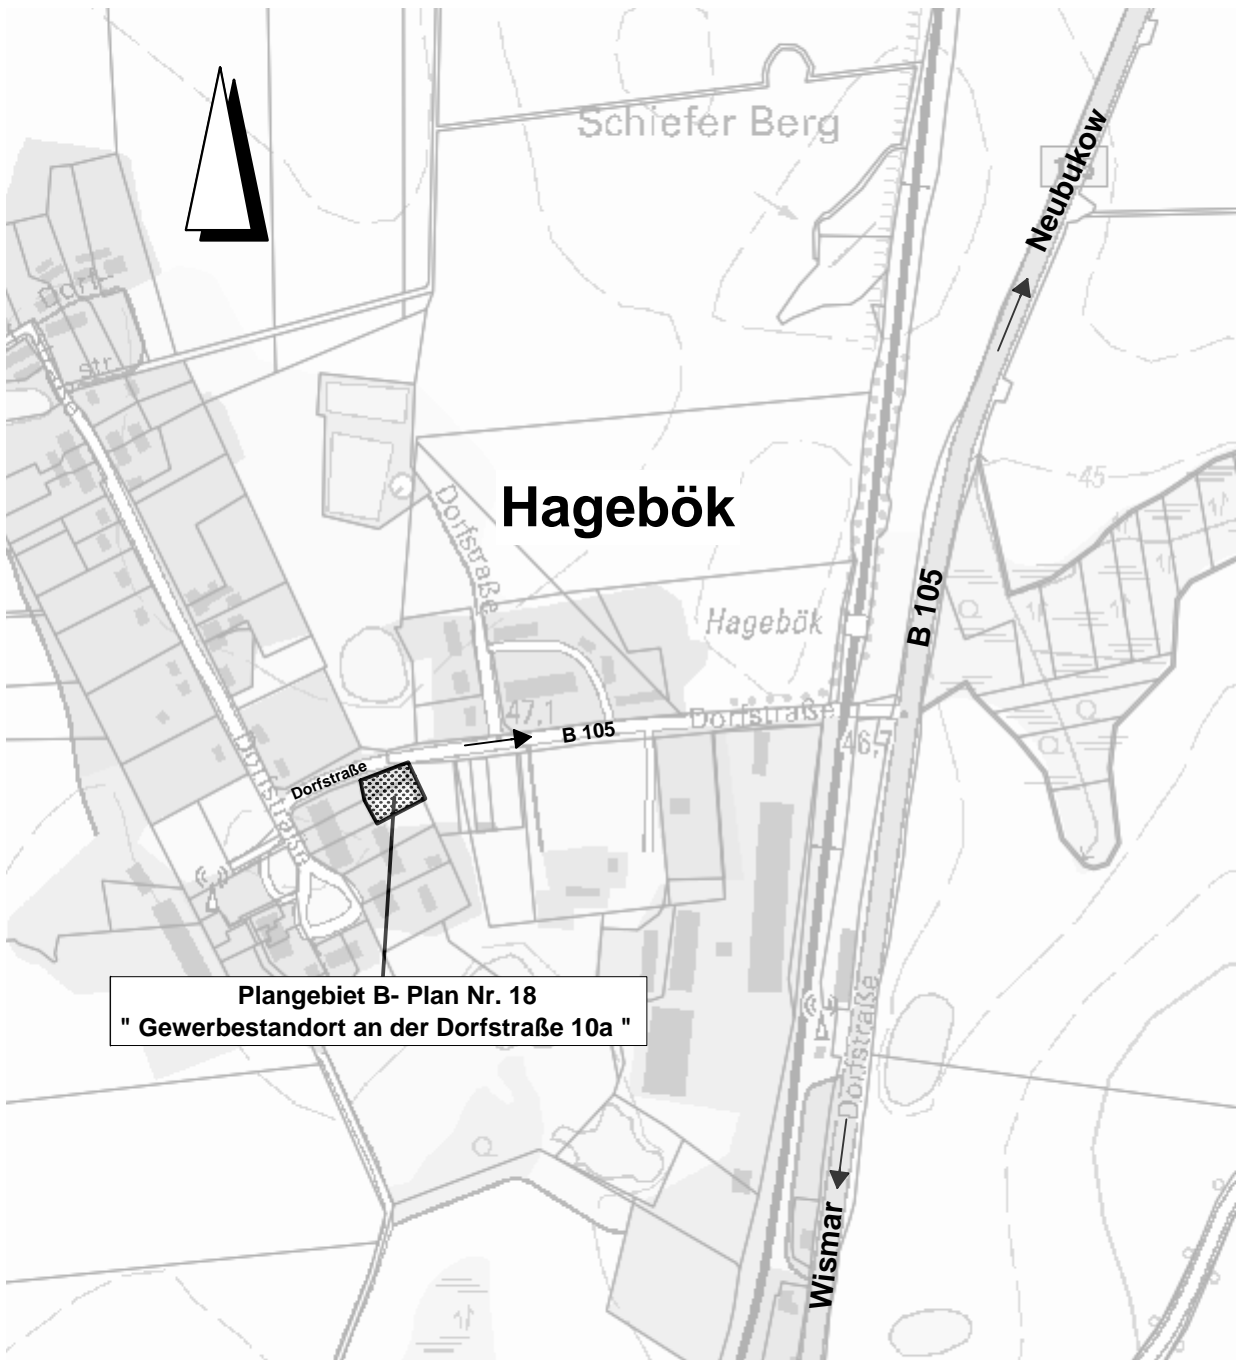 Schiefer Berg
Neubukow
Dorf-
str.
Hagebök
45
Dorfstraße
Hagebök
B 105
47,1
Dorfstraße
B 105
46,7
Dorfstraße
Dorfstraße
Q
Q
Q
Plangebiet B- Plan Nr. 18
" Gewerbestandort an der Dorfstraße 10a "
Dorfstraße
Q
Wismar